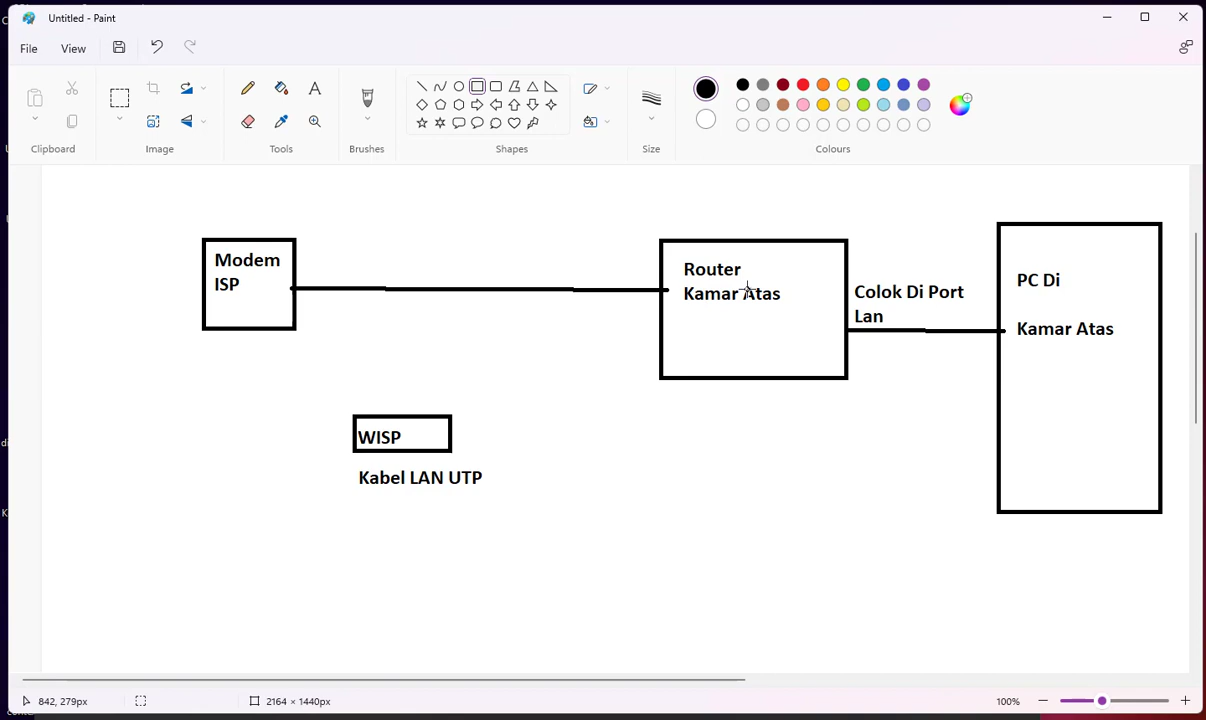 Untitled - Paint
File View
Clipboard
Image
Tools
Brushes
Shapes
Size
Colours
Modem
ISP
Router
Kamar Atas
Colok Di Port
Lan
PC Di
Kamar Atas
WISP
Kabel LAN UTP
842, 279px
2164 × 1440px
100%